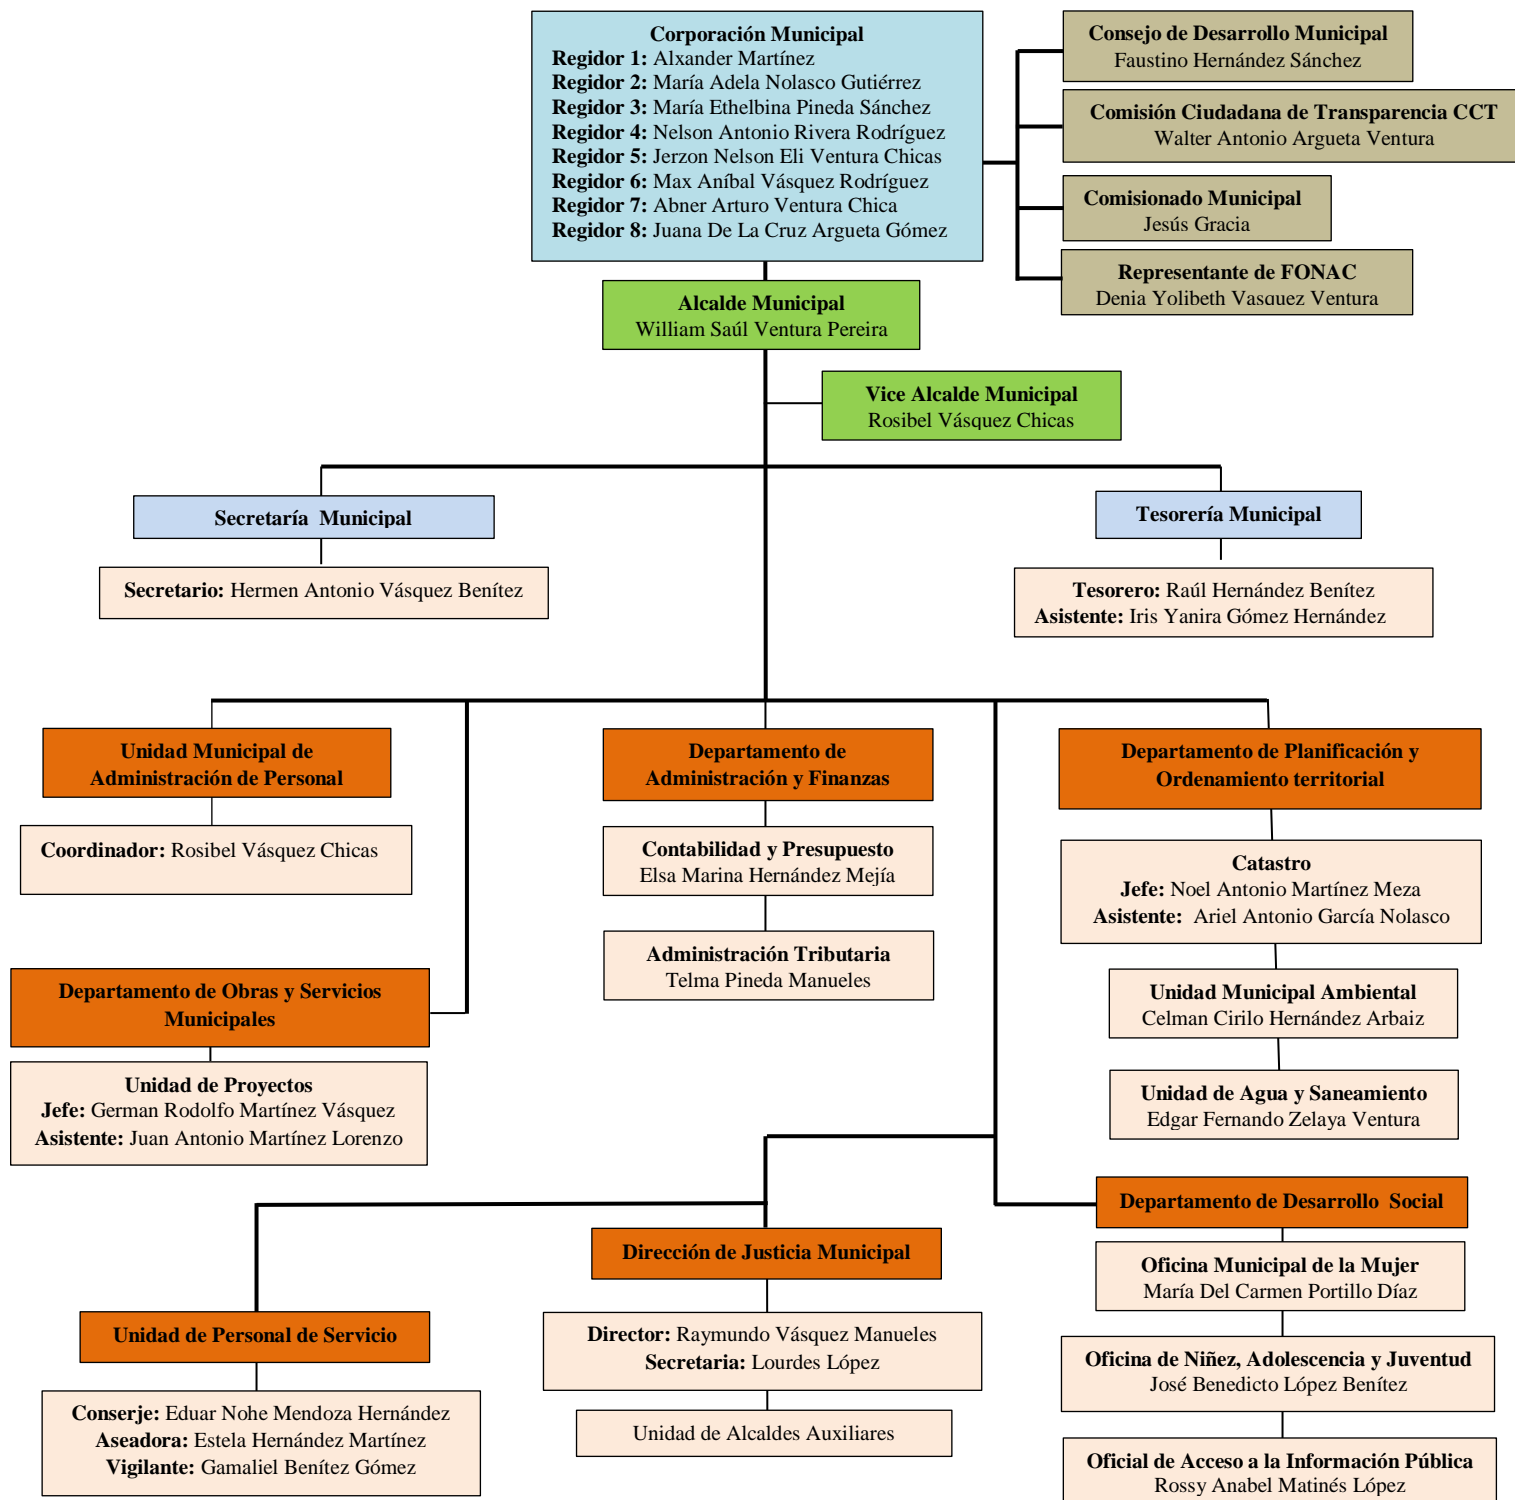 Corporación Municipal
Regidor 1: Alxander Martínez
Regidor 2: María Adela Nolasco Gutiérrez
Regidor 3: María Ethelbina Pineda Sánchez
Regidor 4: Nelson Antonio Rivera Rodríguez
Regidor 5: Jerzon Nelson Eli Ventura Chicas
Regidor 6: Max Aníbal Vásquez Rodríguez
Regidor 7: Abner Arturo Ventura Chica
Regidor 8: Juana De La Cruz Argueta Gómez
Consejo de Desarrollo Municipal
Faustino Hernández Sánchez
Comisión Ciudadana de Transparencia CCT
Walter Antonio Argueta Ventura
Comisionado Municipal
Jesús Gracia
Representante de FONAC
Denia Yolibeth Vasquez Ventura
Alcalde Municipal
William Saúl Ventura Pereira
Vice Alcalde Municipal
Rosibel Vásquez Chicas
Secretaría Municipal
Secretario: Hermen Antonio Vásquez Benítez
Tesorería Municipal
Tesorero: Raúl Hernández Benítez
Asistente: Iris Yanira Gómez Hernández
Unidad Municipal de
Administración de Personal
Coordinador: Rosibel Vásquez Chicas
Departamento de
Administración y Finanzas
Contabilidad y Presupuesto
Elsa Marina Hernández Mejía
Administración Tributaria
Telma Pineda Manueles
Departamento de Planificación y
Ordenamiento territorial
Catastro
Jefe: Noel Antonio Martínez Meza
Asistente: Ariel Antonio García Nolasco
Unidad Municipal Ambiental
Celman Cirilo Hernández Arbaiz
Unidad de Agua y Saneamiento
Edgar Fernando Zelaya Ventura
Departamento de Obras y Servicios
Municipales
Unidad de Proyectos
Jefe: German Rodolfo Martínez Vásquez
Asistente: Juan Antonio Martínez Lorenzo
Unidad de Personal de Servicio
Conserje: Eduar Nohe Mendoza Hernández
Aseadora: Estela Hernández Martínez
Vigilante: Gamaliel Benítez Gómez
Dirección de Justicia Municipal
Director: Raymundo Vásquez Manueles
Secretaria: Lourdes López
Unidad de Alcaldes Auxiliares
Departamento de Desarrollo Social
Oficina Municipal de la Mujer
María Del Carmen Portillo Díaz
Oficina de Niñez, Adolescencia y Juventud
José Benedicto López Benítez
Oficial de Acceso a la Información Pública
Rossy Anabel Matinés López